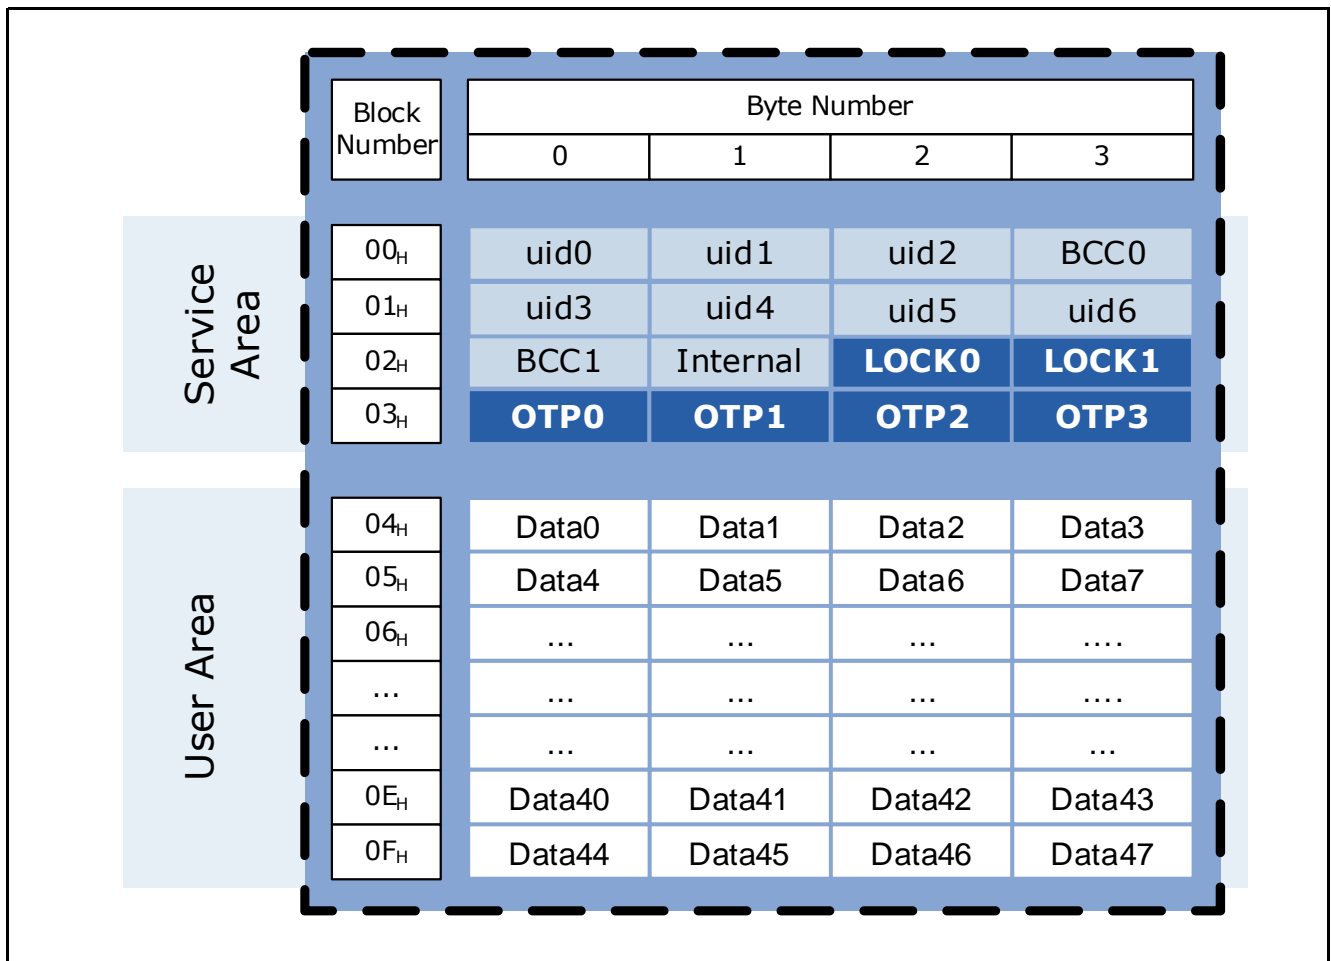 Block Number
Byte Number
0 1 2 3
Service Area
00H uid0 uid1 uid2 BCC0
01H uid3 uid4 uid5 uid6
02H BCC1 Internal LOCK0 LOCK1
03H OTP0 OTP1 OTP2 OTP3
User Area
04H Data0 Data1 Data2 Data3
05H Data4 Data5 Data6 Data7
06H ... ... ... ....
... ... ... ... ....
... ... ... ... ...
0EH Data40 Data41 Data42 Data43
0FH Data44 Data45 Data46 Data47